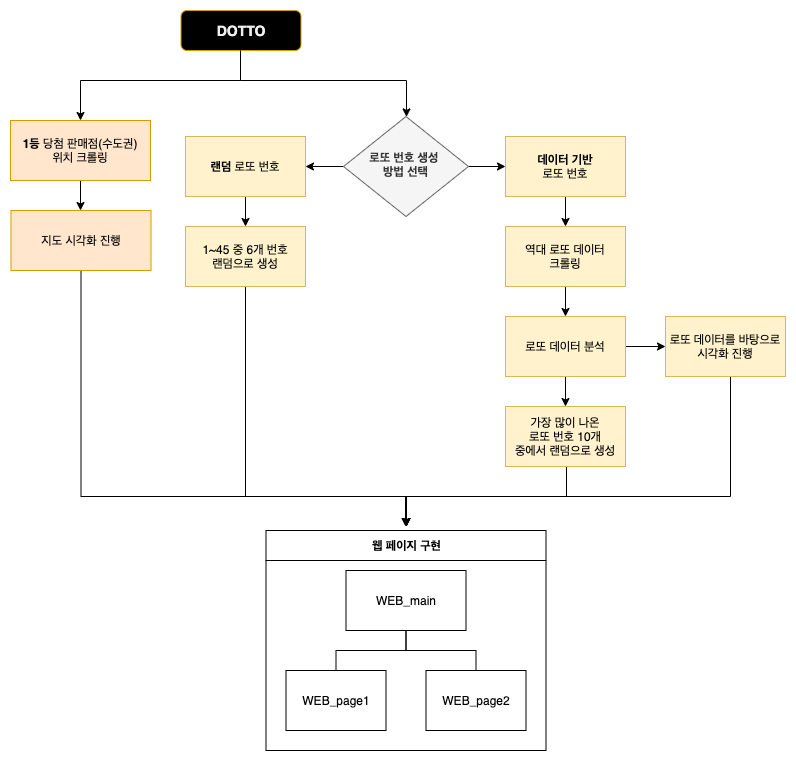 DOTTO
1등 당첨 판매점(수도권)
위치 크롤링
지도 시각화 진행
랜덤 로또 번호
1~45 중 6개 번호
랜덤으로 생성
로또 번호 생성
방법 선택
데이터 기반
로또 번호
역대 로또 데이터
크롤링
로또 데이터 분석
로또 데이터를 바탕으로
시각화 진행
가장 많이 나온
로또 번호 10개
중에서 랜덤으로 생성
웹 페이지 구현
WEB_main
WEB_page1
WEB_page2